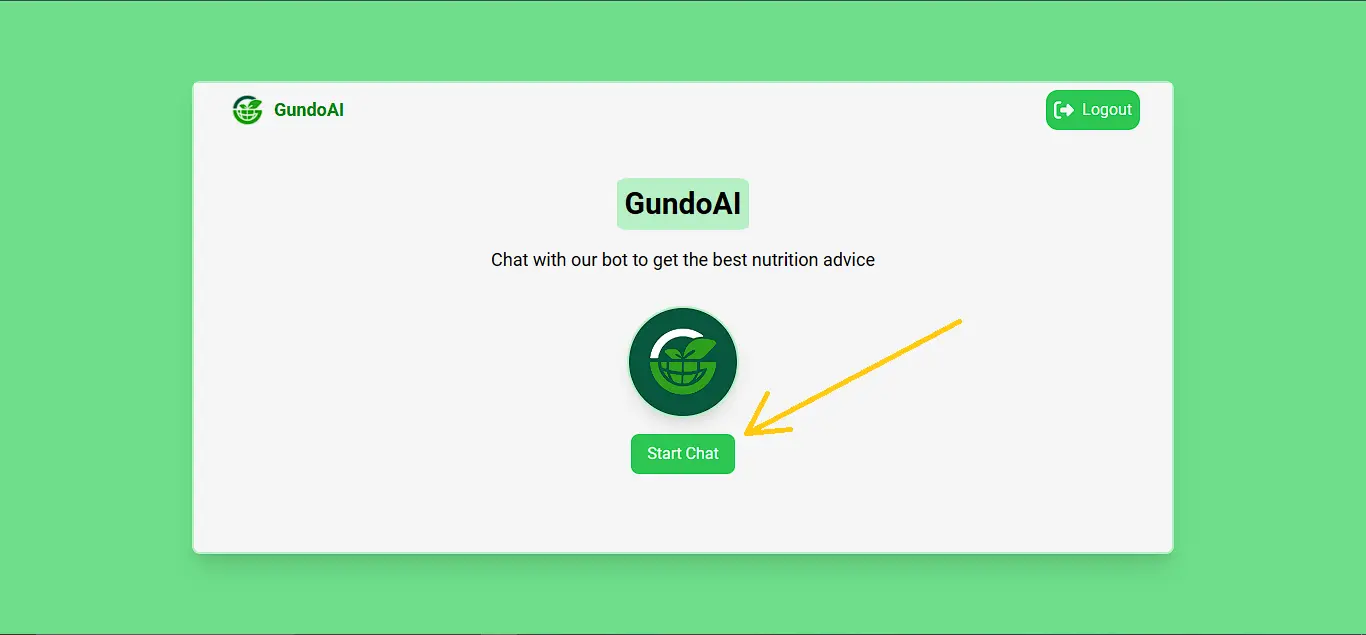 GundoAI
Logout
GundoAI
Chat with our bot to get the best nutrition advice
Start Chat